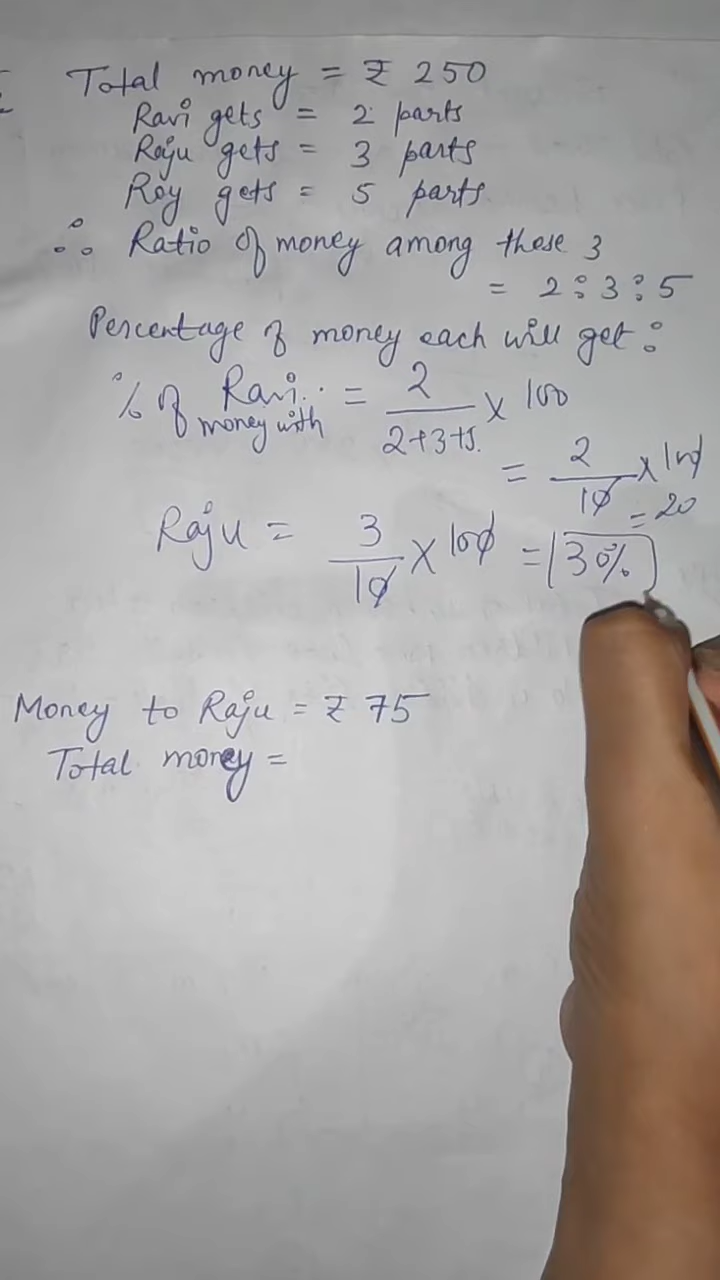 Total money = ₹ 250
Ravi gets = 2 parts
Raju gets = 3 parts
Roy gets = 5 parts
∴ Ratio of money among these 3
= 2 : 3 : 5
Percentage of money each will get :
% of Ravi = 2/(2+3+5) × 100
money with
= 2/10 × 100
= 20
Raju = 3/10 × 100 = 30%
Money to Raju = ₹ 75
Total money =